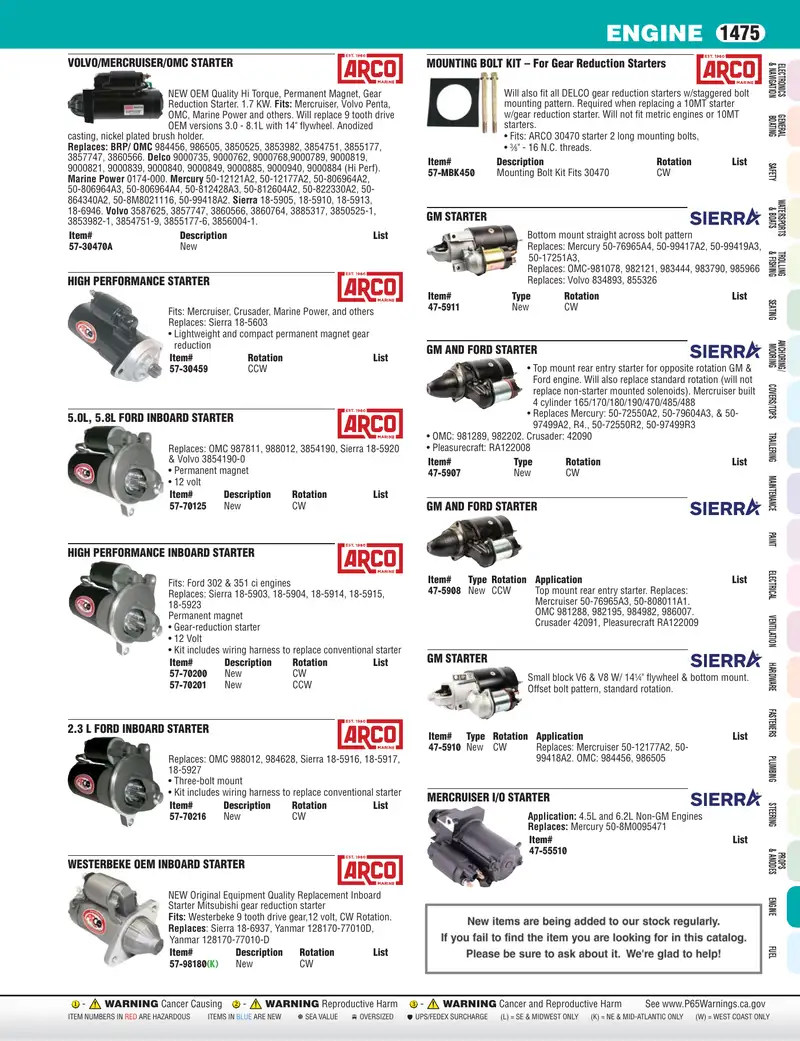 ENGINE 1475
VOLVO/MERCRUISER/OMC STARTER
EST. 1960
ARCO
MARINE
NEW OEM Quality Hi Torque, Permanent Magnet, Gear
Reduction Starter. 1.7 KW. Fits: Mercruiser, Volvo Penta,
OMC, Marine Power and others. Will replace 9 tooth drive
OEM versions 3.0 - 8.1L with 14" flywheel. Anodized
casting, nickel plated brush holder.
Replaces: BRP/ OMC 984456, 986505, 3850525, 3853982, 3854751, 3855177,
3857747, 3860566. Delco 9000735, 9000762, 9000768,9000789, 9000819,
9000821, 9000839, 9000840, 9000849, 9000885, 9000940, 9000884 (Hi Perf).
Marine Power 0174-000. Mercury 50-12121A2, 50-12177A2, 50-806964A2,
50-806964A3, 50-806964A4, 50-812428A3, 50-812604A2, 50-822330A2, 50-
864340A2, 50-8M8021116, 50-99418A2. Sierra 18-5905, 18-5910, 18-5913,
18-6946. Volvo 3587625, 3857747, 3860566, 3860764, 3885317, 3850525-1,
3853982-1, 3854751-9, 3855177-6, 3856004-1.
Item# Description List
57-30470A New
HIGH PERFORMANCE STARTER
EST. 1960
ARCO
MARINE
Fits: Mercruiser, Crusader, Marine Power, and others
Replaces: Sierra 18-5603
• Lightweight and compact permanent magnet gear
reduction
Item# Rotation List
57-30459 CCW
5.0L, 5.8L FORD INBOARD STARTER
EST. 1960
ARCO
MARINE
Replaces: OMC 987811, 988012, 3854190, Sierra 18-5920
& Volvo 3854190-0
• Permanent magnet
• 12 volt
Item# Description Rotation List
57-70125 New CW
HIGH PERFORMANCE INBOARD STARTER
EST. 1960
ARCO
MARINE
Fits: Ford 302 & 351 ci engines
Replaces: Sierra 18-5903, 18-5904, 18-5914, 18-5915,
18-5923
Permanent magnet
• Gear-reduction starter
• 12 Volt
• Kit includes wiring harness to replace conventional starter
Item# Description Rotation List
57-70200 New CW
57-70201 New CCW
2.3 L FORD INBOARD STARTER
EST. 1960
ARCO
MARINE
Replaces: OMC 988012, 984628, Sierra 18-5916, 18-5917,
18-5927
• Three-bolt mount
• Kit includes wiring harness to replace conventional starter
Item# Description Rotation List
57-70216 New CW
WESTERBEKE OEM INBOARD STARTER
EST. 1960
ARCO
MARINE
NEW Original Equipment Quality Replacement Inboard
Starter Mitsubishi gear reduction starter
Fits: Westerbeke 9 tooth drive gear,12 volt, CW Rotation.
Replaces: Sierra 18-6937, Yanmar 128170-77010D,
Yanmar 128170-77010-D
Item# Description Rotation List
57-98180(K) New CW
MOUNTING BOLT KIT – For Gear Reduction Starters
EST. 1960
ARCO
MARINE
Will also fit all DELCO gear reduction starters w/staggered bolt
mounting pattern. Required when replacing a 10MT starter
w/gear reduction starter. Will not fit metric engines or 10MT
starters.
• Fits: ARCO 30470 starter 2 long mounting bolts,
• ⅜" - 16 N.C. threads.
Item# Description Rotation List
57-MBK450 Mounting Bolt Kit Fits 30470 CW
GM STARTER
SIERRA
Bottom mount straight across bolt pattern
Replaces: Mercury 50-76965A4, 50-99417A2, 50-99419A3,
50-17251A3,
Replaces: OMC-981078, 982121, 983444, 983790, 985966
Replaces: Volvo 834893, 855326
Item# Type Rotation List
47-5911 New CW
GM AND FORD STARTER
SIERRA
• Top mount rear entry starter for opposite rotation GM &
Ford engine. Will also replace standard rotation (will not
replace non-starter mounted solenoids). Mercruiser built
4 cylinder 165/170/180/190/470/485/488
• Replaces Mercury: 50-72550A2, 50-79604A3, & 50-
97499A2, R4., 50-72550R2, 50-97499R3
• OMC: 981289, 982202. Crusader: 42090
• Pleasurecraft: RA122008
Item# Type Rotation List
47-5907 New CW
GM AND FORD STARTER
SIERRA
Item# Type Rotation Application List
47-5908 New CCW Top mount rear entry starter. Replaces:
Mercruiser 50-76965A3, 50-808011A1.
OMC 981288, 982195, 984982, 986007.
Crusader 42091, Pleasurecraft RA122009
GM STARTER
SIERRA
Small block V6 & V8 W/ 14¼" flywheel & bottom mount.
Offset bolt pattern, standard rotation.
Item# Type Rotation Application List
47-5910 New CW Replaces: Mercruiser 50-12177A2, 50-
99418A2. OMC: 984456, 986505
MERCRUISER I/O STARTER
SIERRA
Application: 4.5L and 6.2L Non-GM Engines
Replaces: Mercury 50-8M0095471
Item# List
47-55510
New items are being added to our stock regularly.
If you fail to find the item you are looking for in this catalog.
Please be sure to ask about it. We're glad to help!
ELECTRONICS
& NAVIGATION
GENERAL
BOATING
SAFETY
WATERSPORTS
& BOATS
TROLLING
& FISHING
SEATING
ANCHORING/
MOORING
COVERS/TOPS
TRAILERING
MAINTENANCE
PAINT
ELECTRICAL
VENTILATION
HARDWARE
FASTENERS
PLUMBING
STEERING
PROPS
& ANODES
ENGINE
FUEL
1 - WARNING Cancer Causing 2 - WARNING Reproductive Harm 3 - WARNING Cancer and Reproductive Harm See www.P65Warnings.ca.gov
ITEM NUMBERS IN RED ARE HAZARDOUS ITEMS IN BLUE ARE NEW SEA VALUE OVERSIZED UPS/FEDEX SURCHARGE (L) = SE & MIDWEST ONLY (K) = NE & MID-ATLANTIC ONLY (W) = WEST COAST ONLY